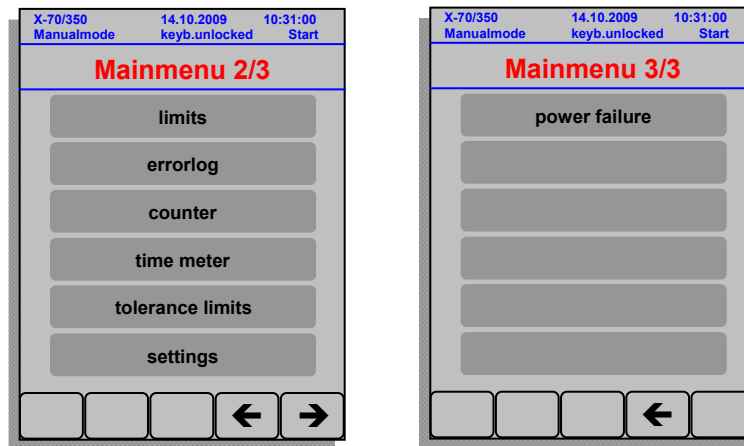 X-70/350 14.10.2009 10:31:00
Manualmode keyb.unlocked Start
Mainmenu 2/3
limits
errorlog
counter
time meter
tolerance limits
settings
X-70/350 14.10.2009 10:31:00
Manualmode keyb.unlocked Start
Mainmenu 3/3
power failure